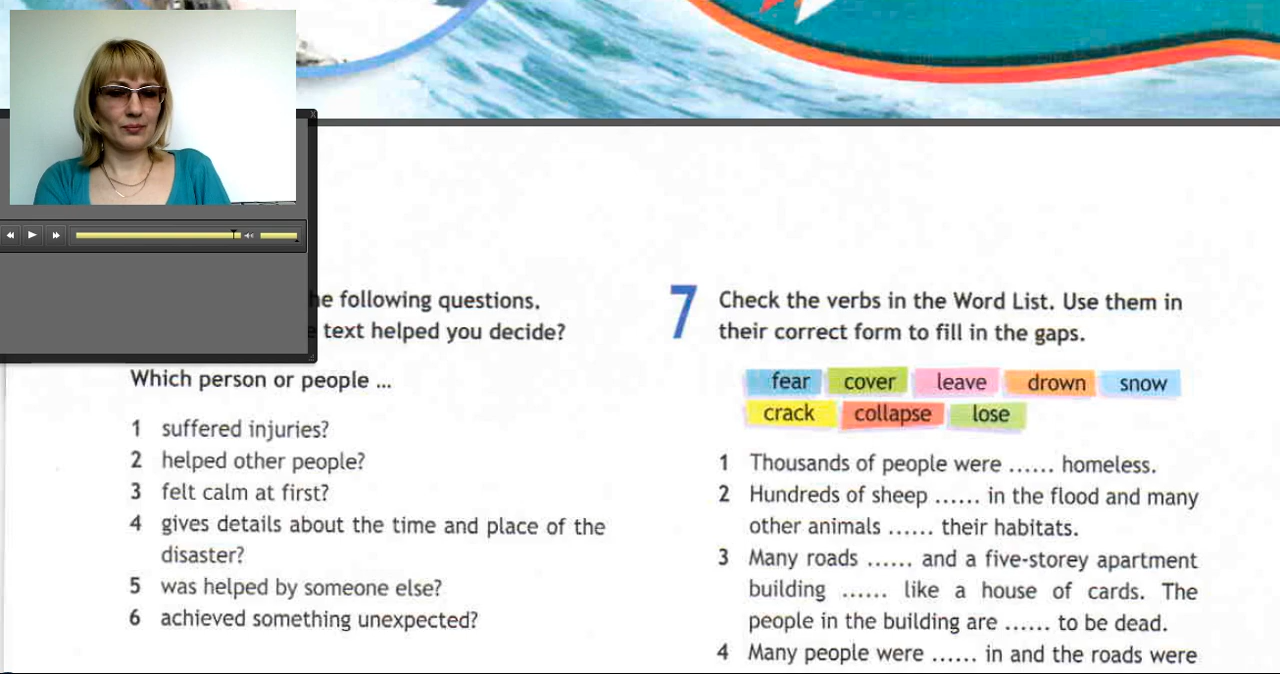 he following questions.
text helped you decide?
Which person or people ...
1 suffered injuries?
2 helped other people?
3 felt calm at first?
4 gives details about the time and place of the
disaster?
5 was helped by someone else?
6 achieved something unexpected?
7 Check the verbs in the Word List. Use them in
their correct form to fill in the gaps.
fear cover leave drown snow
crack collapse lose
1 Thousands of people were ...... homeless.
2 Hundreds of sheep ...... in the flood and many
other animals ...... their habitats.
3 Many roads ...... and a five-storey apartment
building ...... like a house of cards. The
people in the building are ...... to be dead.
4 Many people were ...... in and the roads were